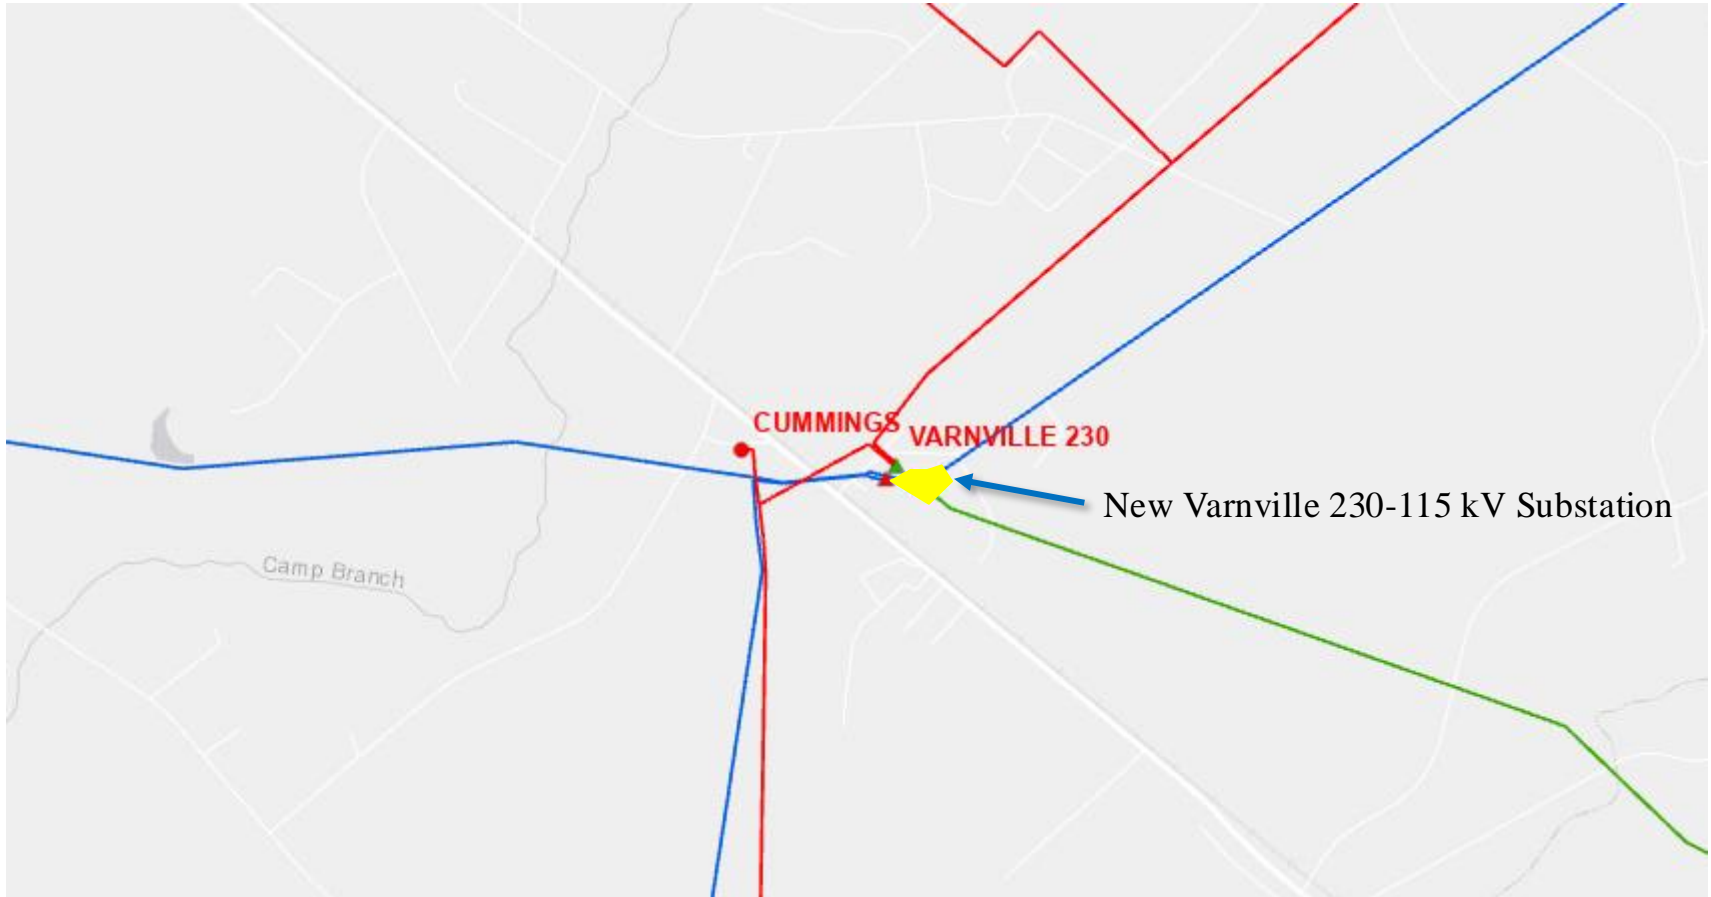 CUMMINGS
VARNVILLE 230
New Varnville 230-115 kV Substation
Camp Branch